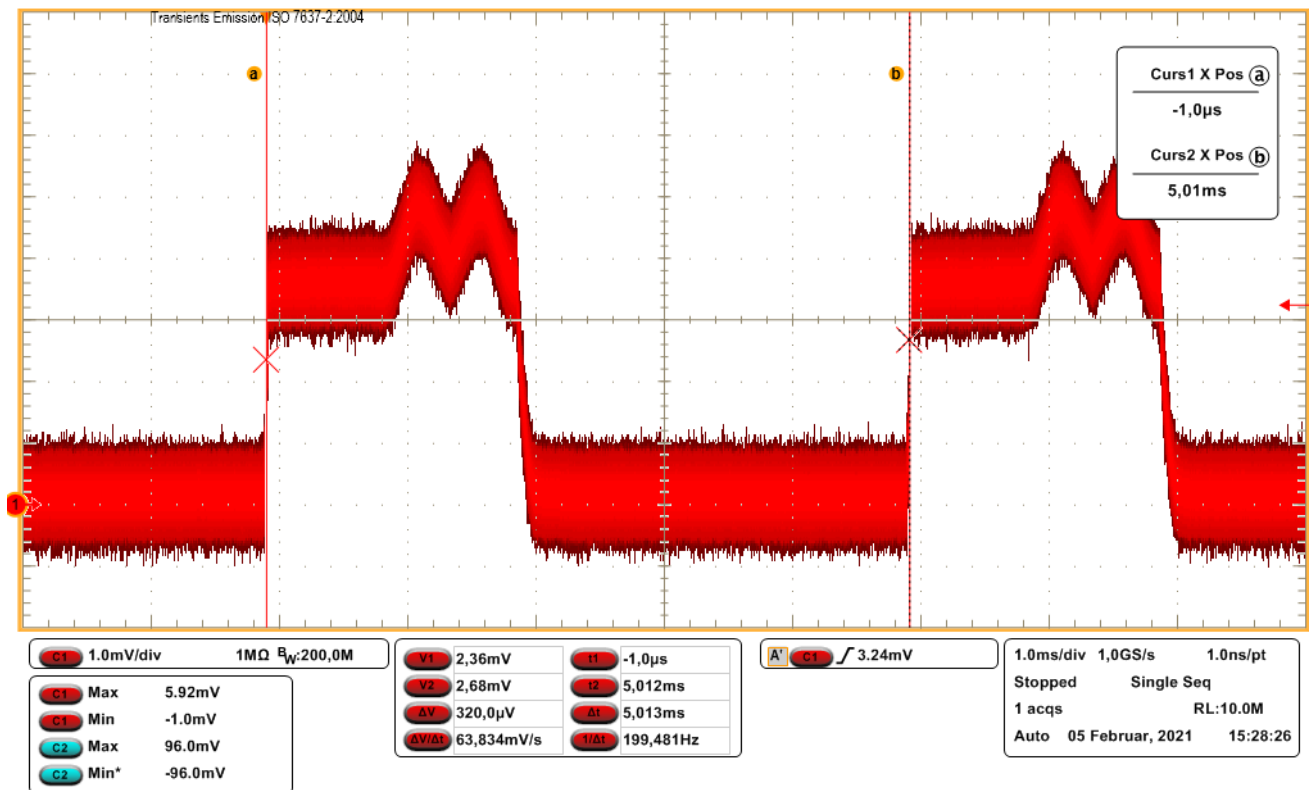 Transients Emissión ISO 7637-2:2004
a
b
Curs1 X Pos a
-1,0µs
Curs2 X Pos b
5,01ms
1
C1 1.0mV/div 1MΩ BW:200,0M
C1 Max 5.92mV
C1 Min -1.0mV
C2 Max 96.0mV
C2 Min* -96.0mV
V1 2,36mV
V2 2,68mV
ΔV 320,0µV
ΔV/Δt 63,834mV/s
t1 -1,0µs
t2 5,012ms
Δt 5,013ms
1/Δt 199,481Hz
A' C1 3.24mV
1.0ms/div 1,0GS/s 1.0ns/pt
Stopped Single Seq
1 acqs RL:10.0M
Auto 05 Februar, 2021 15:28:26